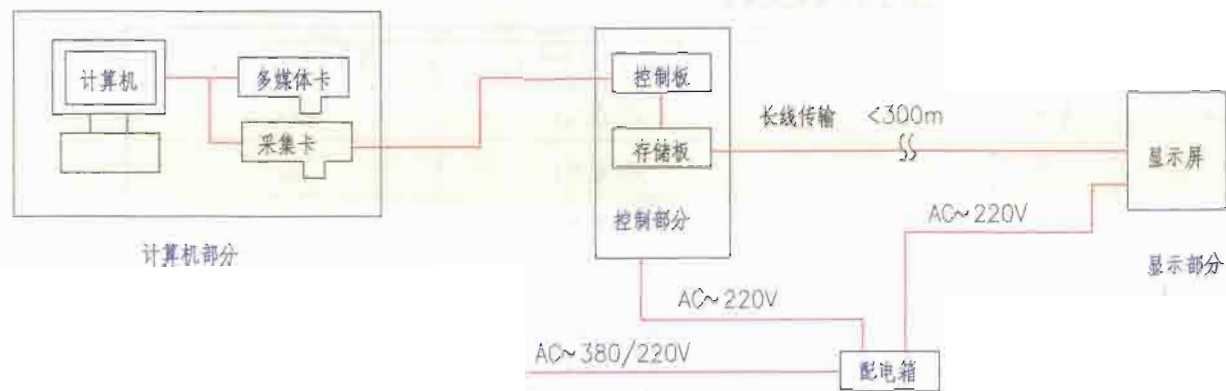 计算机
多媒体卡
采集卡
计算机部分
控制板
存储板
控制部分
长线传输 <300m
显示屏
AC~220V
显示部分
AC~220V
AC~380/220V
配电箱